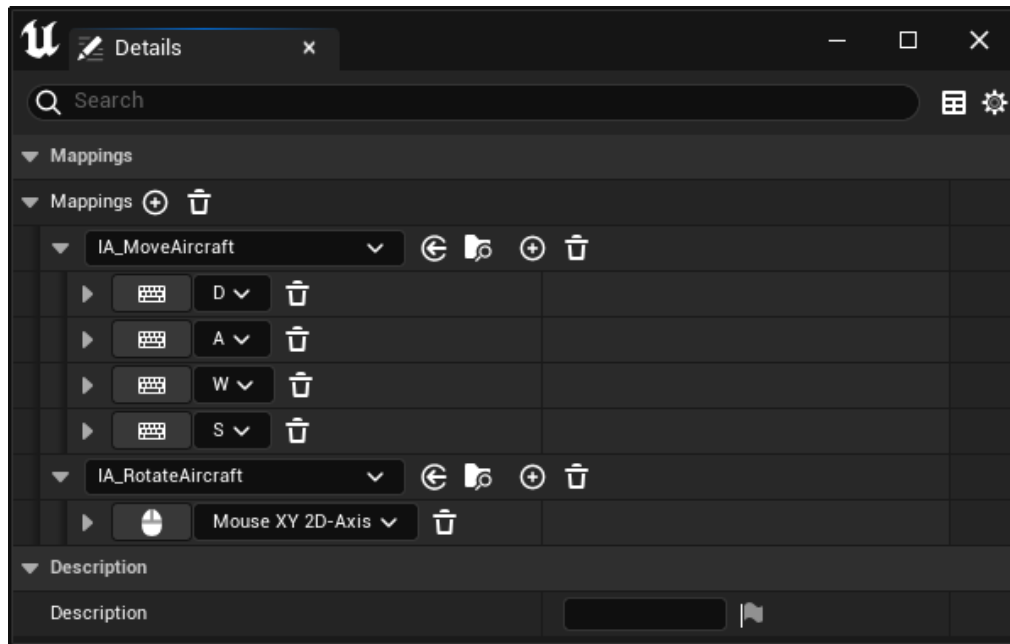 Details
Search
Mappings
Mappings
IA_MoveAircraft
D
A
W
S
IA_RotateAircraft
Mouse XY 2D-Axis
Description
Description